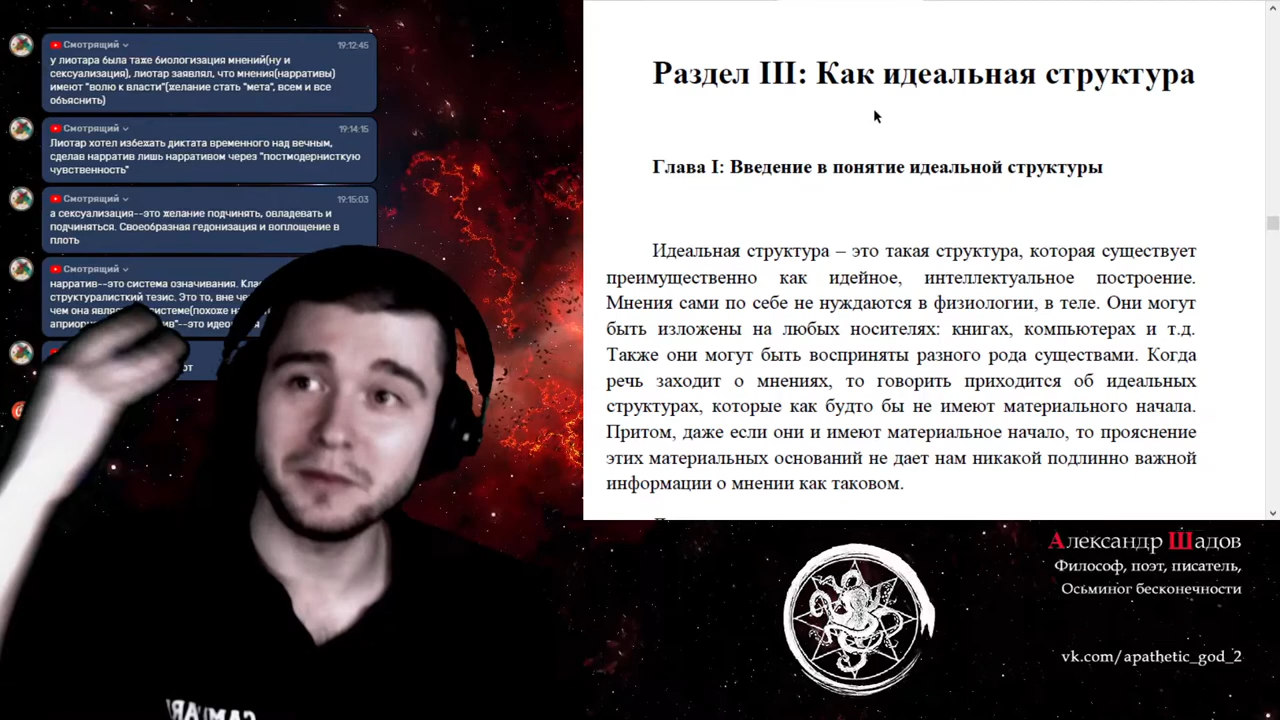 Смотрящий
19:12:45
у лиотара была таже биологизация мнений(ну и
сексуализация), лиотар заявлял, что мнения(нарративы)
имеют "волю к власти"(желание стать "мета", всем и все
объяснить)
Смотрящий
19:14:15
Лиотар хотел избежать диктата временного над вечным,
сделав нарратив лишь нарративом через "постмодернисткую
чувственность"
Смотрящий
19:15:03
а сексуализация--это желание подчинять, овладевать и
подчиняться. Своеобразная гедонизация и воплощение в
плоть
Смотрящий
нарратив--это система означивания.
структуралисткий тезис. Это то, вне
чем она
Раздел III: Как идеальная структура
Глава I: Введение в понятие идеальной структуры
Идеальная структура – это такая структура, которая существует
преимущественно как идейное, интеллектуальное построение.
Мнения сами по себе не нуждаются в физиологии, в теле. Они могут
быть изложены на любых носителях: книгах, компьютерах и т.д.
Также они могут быть восприняты разного рода существами. Когда
речь заходит о мнениях, то говорить приходится об идеальных
структурах, которые как будто бы не имеют материального начала.
Притом, даже если они и имеют материальное начало, то прояснение
этих материальных оснований не дает нам никакой подлинно важной
информации о мнении как таковом.
Александр Шадов
Философ, поэт, писатель,
Осьминог бесконечности
vk.com/apathetic_god_2